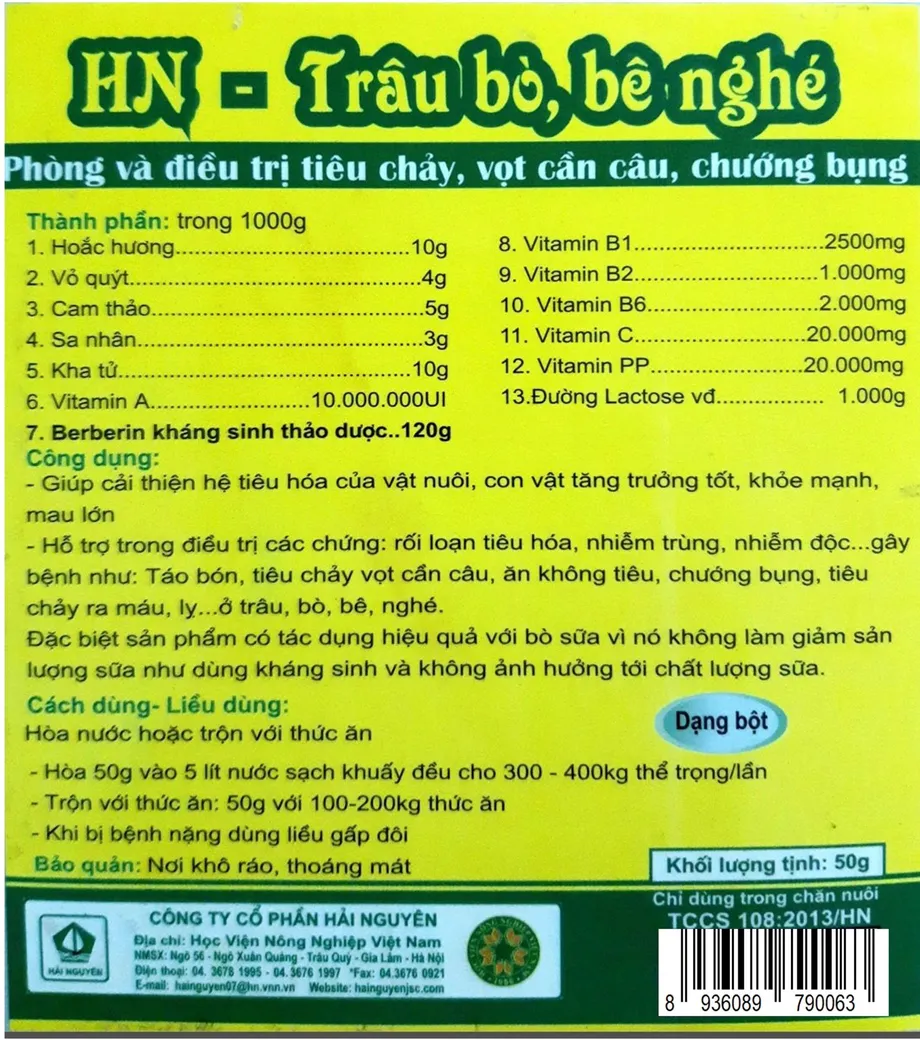 HN - Trâu bò, bê nghé
Phòng và điều trị tiêu chảy, vọt cần câu, chướng bụng
Thành phần: trong 1000g
1. Hoắc hương...............................10g
2. Vỏ quýt.......................................4g
3. Cam thảo.....................................5g
4. Sa nhân.......................................3g
5. Kha tử.......................................10g
6. Vitamin A.......................10.000.000UI
7. Berberin kháng sinh thảo dược..120g
8. Vitamin B1...........................2500mg
9. Vitamin B2..........................1.000mg
10. Vitamin B6.........................2.000mg
11. Vitamin C.........................20.000mg
12. Vitamin PP......................20.000mg
13.Đường Lactose vđ................ 1.000g
Công dụng:
- Giúp cải thiện hệ tiêu hóa của vật nuôi, con vật tăng trưởng tốt, khỏe mạnh,
mau lớn
- Hỗ trợ trong điều trị các chứng: rối loạn tiêu hóa, nhiễm trùng, nhiễm độc...gây
bệnh như: Táo bón, tiêu chảy vọt cần câu, ăn không tiêu, chướng bụng, tiêu
chảy ra máu, lỵ...ở trâu, bò, bê, nghé.
Đặc biệt sản phẩm có tác dụng hiệu quả với bò sữa vì nó không làm giảm sản
lượng sữa như dùng kháng sinh và không ảnh hưởng tới chất lượng sữa.
Cách dùng- Liều dùng:
Hòa nước hoặc trộn với thức ăn
Dạng bột
- Hòa 50g vào 5 lít nước sạch khuấy đều cho 300 - 400kg thể trọng/lần
- Trộn với thức ăn: 50g với 100-200kg thức ăn
- Khi bị bệnh nặng dùng liều gấp đôi
Bảo quản: Nơi khô ráo, thoáng mát
Khối lượng tịnh: 50g
Chỉ dùng trong chăn nuôi
TCCS 108:2013/HN
HẢI NGUYÊN
CÔNG TY CỔ PHẦN HẢI NGUYÊN
Địa chỉ: Học Viện Nông Nghiệp Việt Nam
NMSX: Ngõ 56 - Ngô Xuân Quảng - Trâu Quỳ - Gia Lâm - Hà Nội
Điện thoại: 04. 3678 1995 - 04.3676 1997 *Fax: 04.3676 0921
E-mail: hainguyen07@hn.vnn.vn Website: hainguyenjsc.com
8 936089 790063